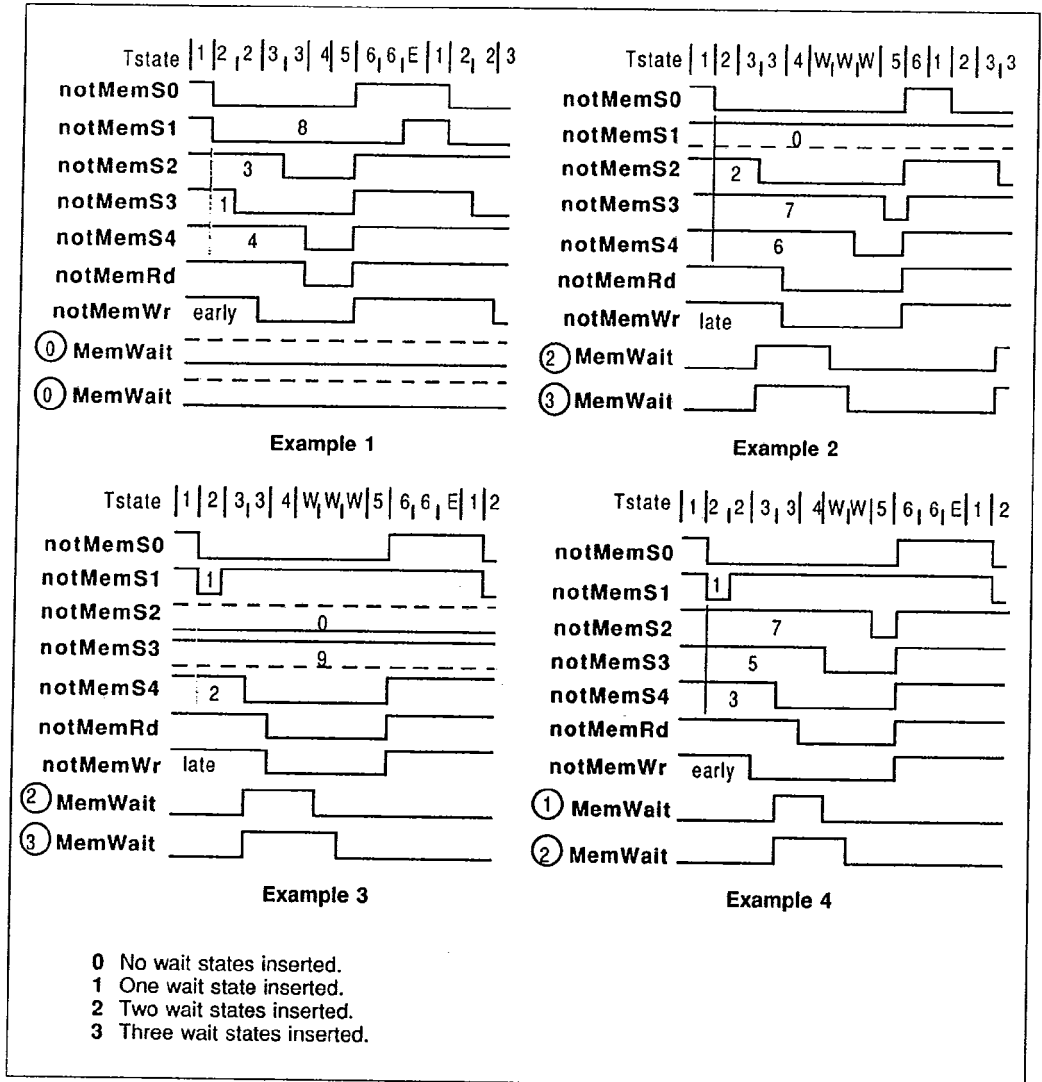 Tstate |1|2 ,2|3,3| 4| 5| 6,6,E|1| 2, 2| 3
notMemS0
notMemS1 8
notMemS2 3
notMemS3 1
notMemS4 4
notMemRd
notMemWr early
0 MemWait
0 MemWait
Example 1
Tstate | 1| 2| 3,3| 4|W,W,W| 5|6|1| 2| 3,3
notMemS0
notMemS1 0
notMemS2 2
notMemS3 7
notMemS4 6
notMemRd
notMemWr late
2 MemWait
3 MemWait
Example 2
Tstate |1| 2| 3,3| 4|W,W,W|5| 6,6,E| 1|2
notMemS0
notMemS1 1
notMemS2 0
notMemS3 9
notMemS4 2
notMemRd
notMemWr late
2 MemWait
3 MemWait
Example 3
Tstate | 1|2 ,2| 3,3| 4|W,W|5| 6,6,E| 1| 2
notMemS0
notMemS1 1
notMemS2 7
notMemS3 5
notMemS4 3
notMemRd
notMemWr early
1 MemWait
2 MemWait
Example 4
0 No wait states inserted.
1 One wait state inserted.
2 Two wait states inserted.
3 Three wait states inserted.